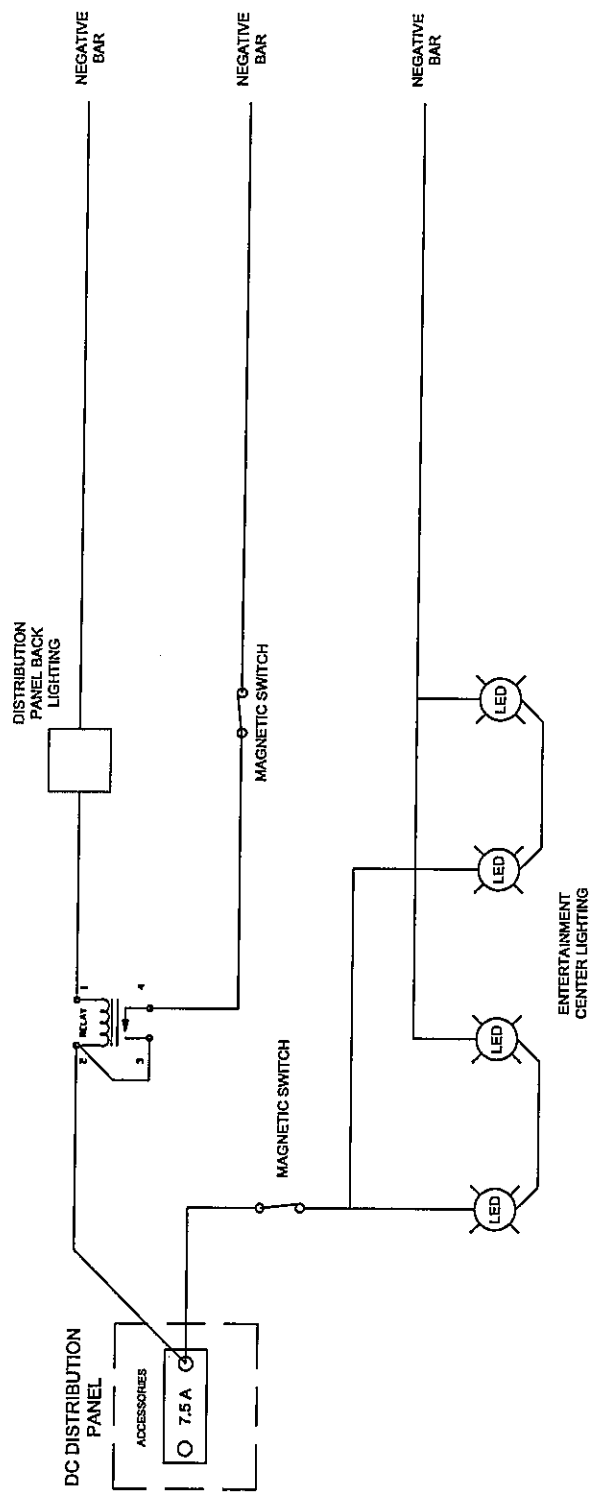 DC DISTRIBUTION
PANEL
ACCESSORIES
7.5 A
RELAY
2
1
3
4
DISTRIBUTION
PANEL BACK
LIGHTING
NEGATIVE
BAR
MAGNETIC SWITCH
NEGATIVE
BAR
MAGNETIC SWITCH
NEGATIVE
BAR
LED
LED
LED
LED
ENTERTAINMENT
CENTER LIGHTING